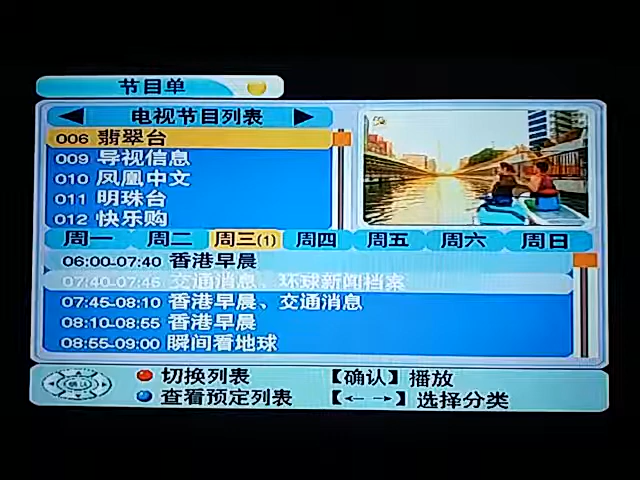 节目单
电视节目列表
006 翡翠台
009 导视信息
010 凤凰中文
011 明珠台
012 快乐购
周一 周二 周三(1) 周四 周五 周六 周日
06:00-07:40 香港早晨
07:40-07:45 交通消息、环球新闻档案
07:45-08:10 香港早晨、交通消息
08:10-08:55 香港早晨
08:55-09:00 瞬间看地球
确认
切换列表 【确认】播放
查看预定列表 【←→】选择分类